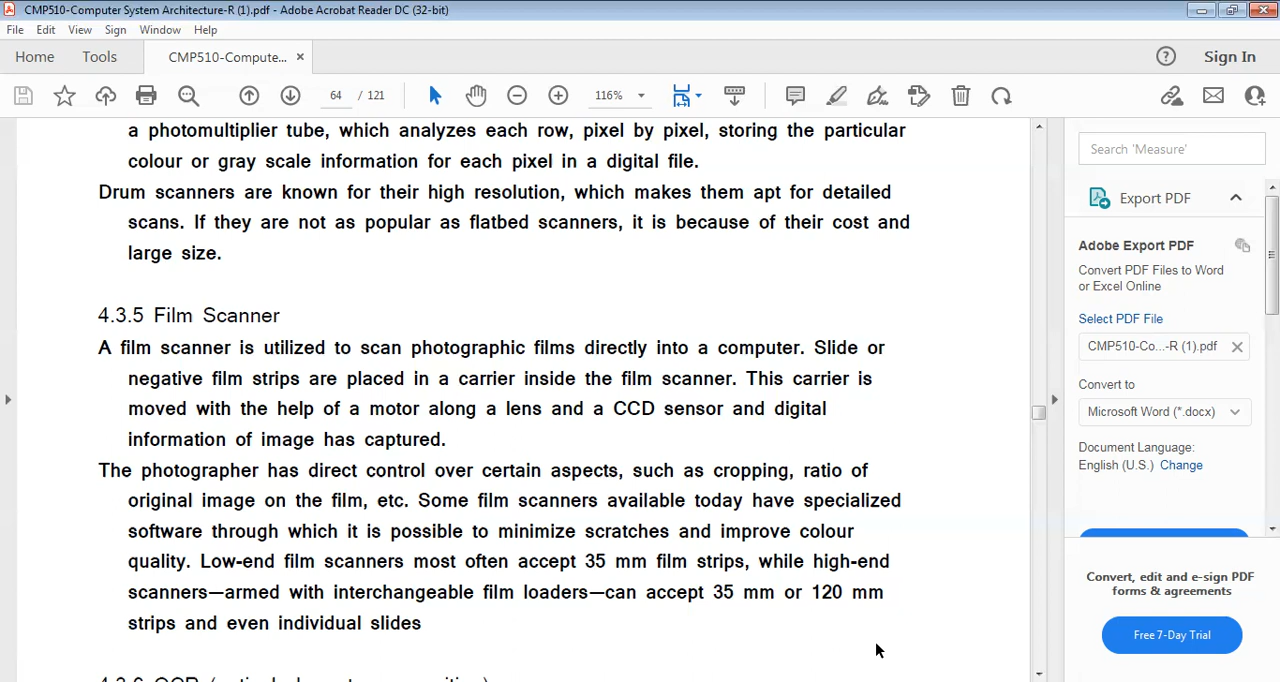 CMP510-Computer System Architecture-R (1).pdf - Adobe Acrobat Reader DC (32-bit)
File Edit View Sign Window Help
Home Tools CMP510-Compute... × Sign In
64 / 121 116%
a photomultiplier tube, which analyzes each row, pixel by pixel, storing the particular
colour or gray scale information for each pixel in a digital file.
Drum scanners are known for their high resolution, which makes them apt for detailed
scans. If they are not as popular as flatbed scanners, it is because of their cost and
large size.
4.3.5 Film Scanner
A film scanner is utilized to scan photographic films directly into a computer. Slide or
negative film strips are placed in a carrier inside the film scanner. This carrier is
moved with the help of a motor along a lens and a CCD sensor and digital
information of image has captured.
The photographer has direct control over certain aspects, such as cropping, ratio of
original image on the film, etc. Some film scanners available today have specialized
software through which it is possible to minimize scratches and improve colour
quality. Low-end film scanners most often accept 35 mm film strips, while high-end
scanners—armed with interchangeable film loaders—can accept 35 mm or 120 mm
strips and even individual slides
Search 'Measure'
Export PDF
Adobe Export PDF
Convert PDF Files to Word
or Excel Online
Select PDF File
CMP510-Co...-R (1).pdf
Convert to
Microsoft Word (*.docx)
Document Language:
English (U.S.) Change
Convert, edit and e-sign PDF
forms & agreements
Free 7-Day Trial